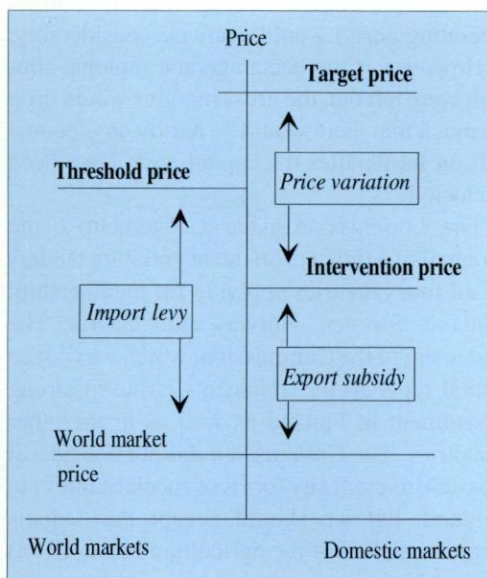 Price
Target price
Threshold price
Price variation
Intervention price
Import levy
Export subsidy
World market
price
World markets
Domestic markets